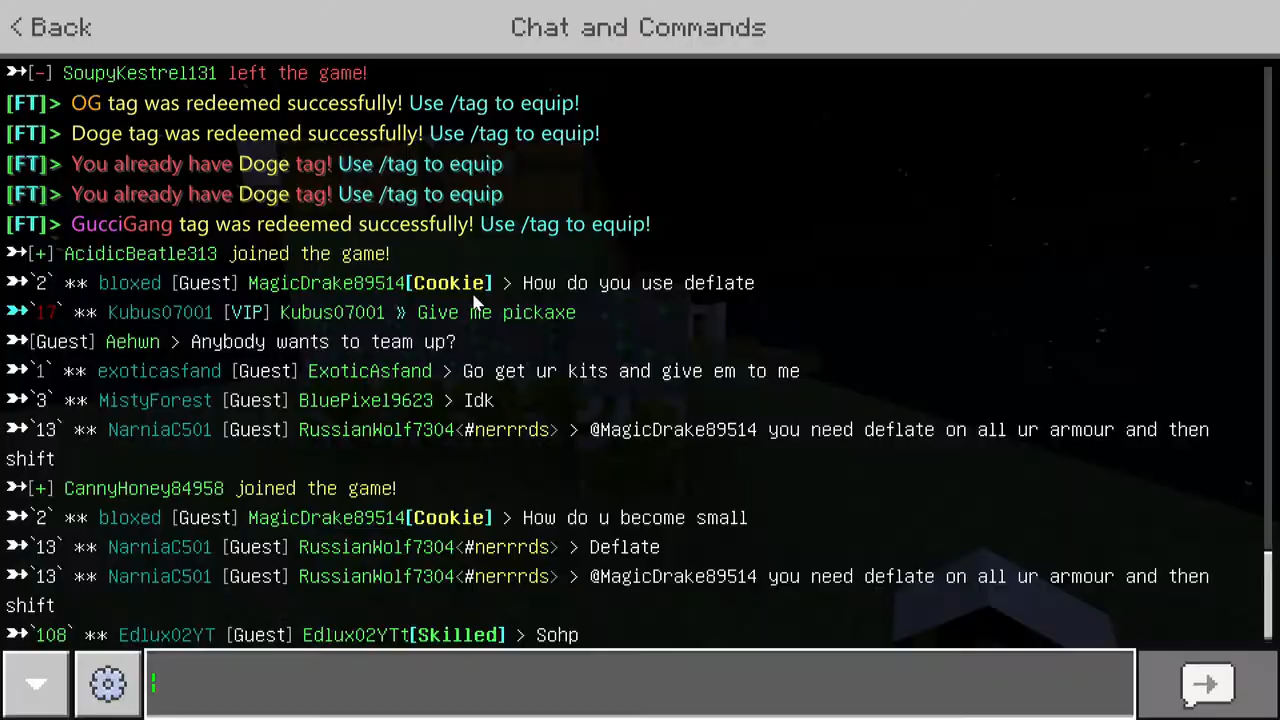 < Back
Chat and Commands
➳[-] SoupyKestrel131 left the game!
[FT]> OG tag was redeemed successfully! Use /tag to equip!
[FT]> Doge tag was redeemed successfully! Use /tag to equip!
[FT]> You already have Doge tag! Use /tag to equip
[FT]> You already have Doge tag! Use /tag to equip
[FT]> GucciGang tag was redeemed successfully! Use /tag to equip!
➳[+] AcidicBeatle313 joined the game!
➳`2` ** bloxed [Guest] MagicDrake89514[Cookie] > How do you use deflate
➳`17` ** Kubus07001 [VIP] Kubus07001 » Give me pickaxe
➳[Guest] Aehwn > Anybody wants to team up?
➳`1` ** exoticasfand [Guest] ExoticAsfand > Go get ur kits and give em to me
➳`3` ** MistyForest [Guest] BluePixel9623 > Idk
➳`13` ** NarniaC501 [Guest] RussianWolf7304<#nerrrds> > @MagicDrake89514 you need deflate on all ur armour and then
shift
➳[+] CannyHoney84958 joined the game!
➳`2` ** bloxed [Guest] MagicDrake89514[Cookie] > How do u become small
➳`13` ** NarniaC501 [Guest] RussianWolf7304<#nerrrds> > Deflate
➳`13` ** NarniaC501 [Guest] RussianWolf7304<#nerrrds> > @MagicDrake89514 you need deflate on all ur armour and then
shift
➳`108` ** Edlux02YT [Guest] Edlux02YTt[Skilled] > Sohp